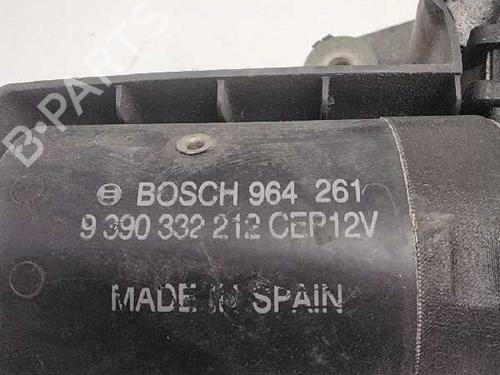 B-PARTS
BOSCH 964 261
9 390 332 212 CEP12V
MADE IN SPAIN